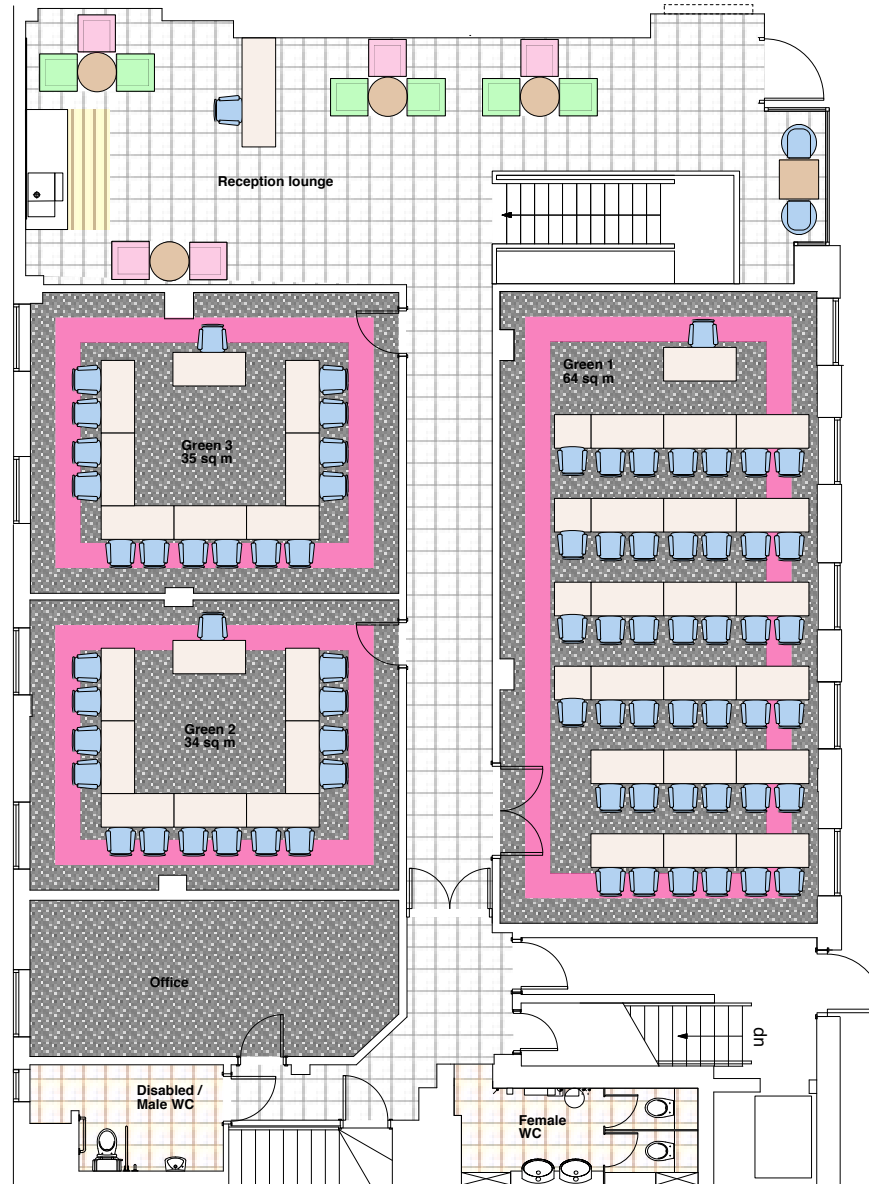 Reception lounge
Green 3
35 sq m
Green 1
64 sq m
Green 2
34 sq m
Office
dn
Disabled /
Male WC
Female
WC